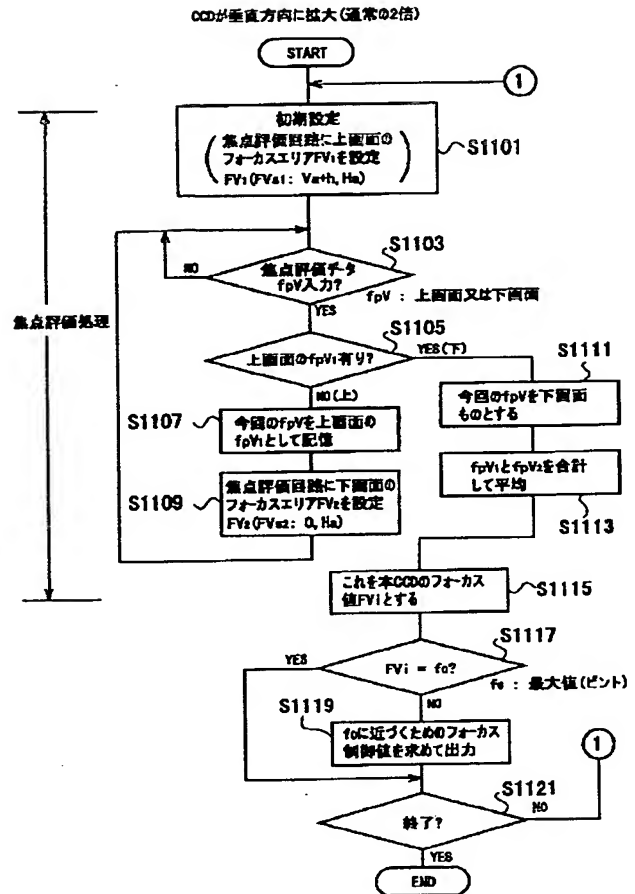 CCDが垂直方向に拡大(通常の2倍)
START
1
初期設定
焦点評価回路に上画面の
フォーカスエリアFV1を設定
FV1(FVa1: Va+h, Ha)
S1101
S1103
焦点評価データ
fpV入力?
NO
YES
fpV : 上画面又は下画面
焦点評価処理
S1105
上画面のfpV1有り?
YES(下)
NO(上)
S1107
今回のfpVを上画面の
fpV1として記憶
S1109
焦点評価回路に下画面の
フォーカスエリアFV2を設定
FV2(FVa2: 0, Ha)
S1111
今回のfpVを下画面
ものとする
fpV1とfpV2を合計
して平均
S1113
これを本CCDのフォーカス
値FViとする
S1115
S1117
FVi = fo?
YES
NO
: 最大値(ピント)
S1119
foに近づくためのフォーカス
制御値を求めて出力
1
S1121
終了?
NO
YES
END